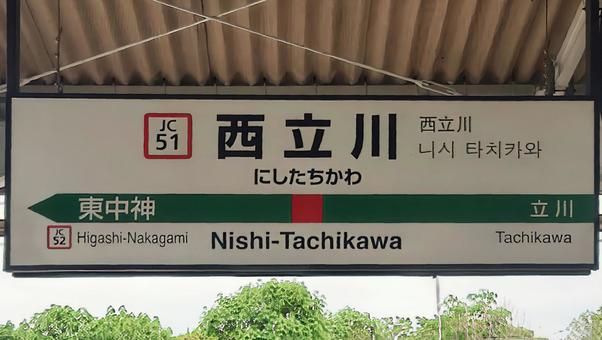 JC
51
西立川
西立川
니시 타치카와
にしたちかわ
東中神
立川
JC
52
Higashi-Nakagami
Nishi-Tachikawa
Tachikawa